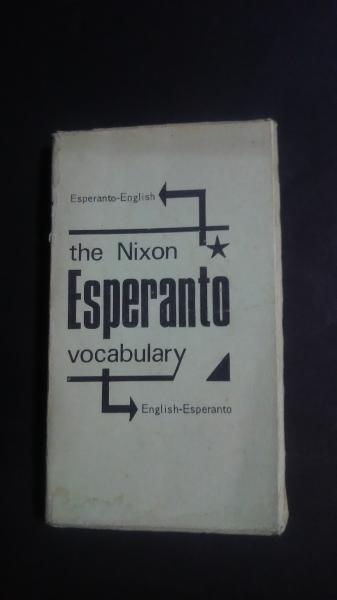 Esperanto-English
the Nixon
Esperanto
vocabulary
English-Esperanto